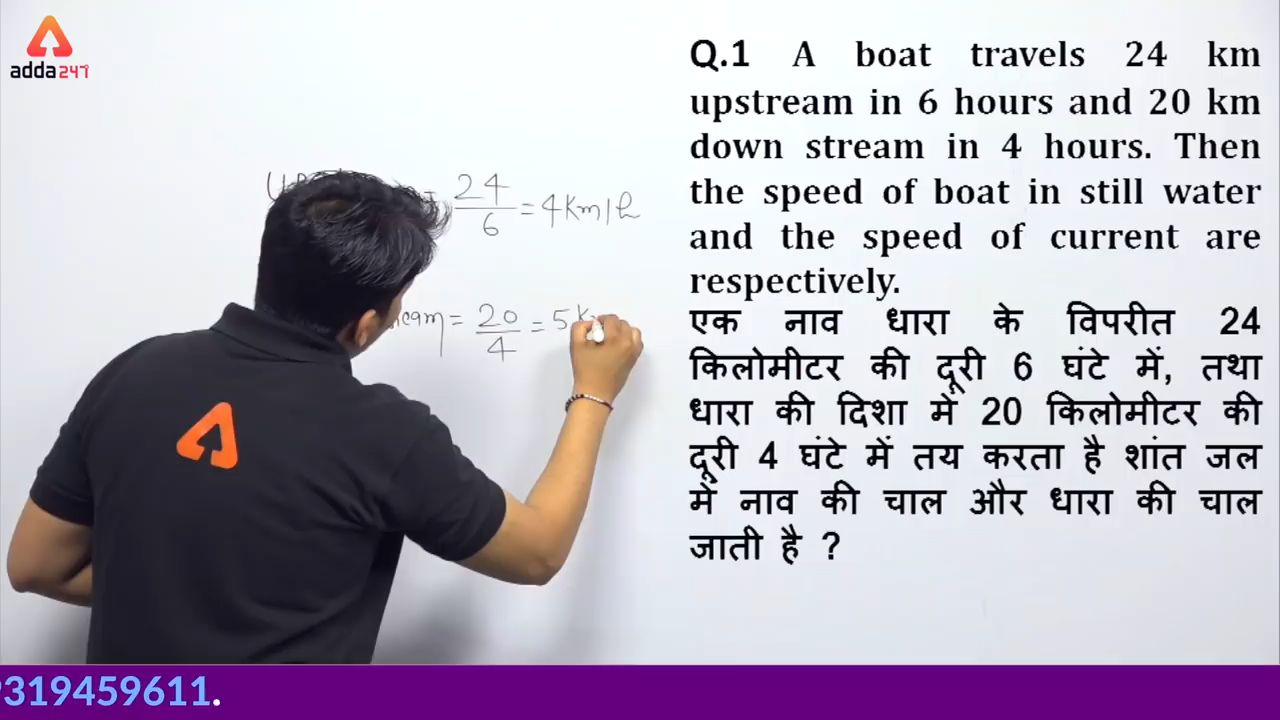 adda247
Q.1 A boat travels 24 km
upstream in 6 hours and 20 km
down stream in 4 hours. Then
the speed of boat in still water
and the speed of current are
respectively.
एक नाव धारा के विपरीत 24
किलोमीटर की दूरी 6 घंटे में, तथा
धारा की दिशा में 20 किलोमीटर की
दूरी 4 घंटे में तय करता है शांत जल
में नाव की चाल और धारा की चाल
जाती है ?
24
6
= 4 km/h
= 20
4
= 5
319459611.